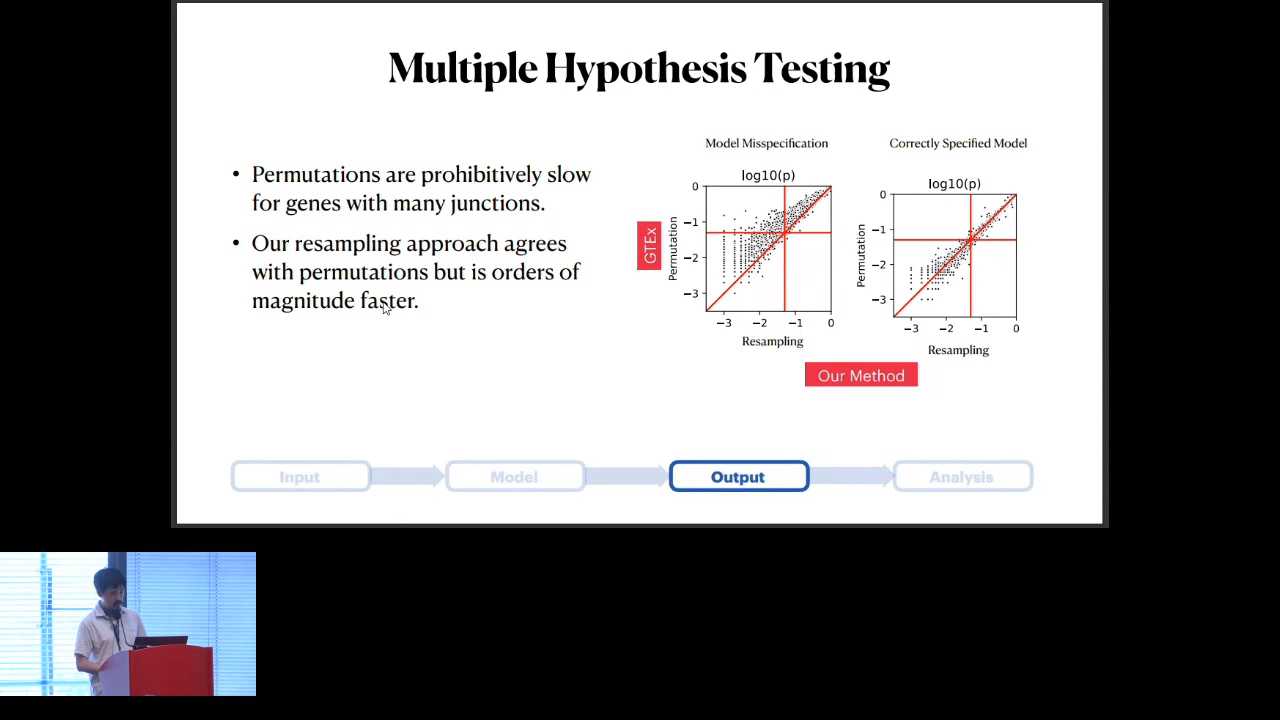 Multiple Hypothesis Testing
• Permutations are prohibitively slow
for genes with many junctions.
• Our resampling approach agrees
with permutations but is orders of
magnitude faster.
Model Misspecification
log10(p)
GTEx
Permutation
0
−1
−2
−3
−3 −2 −1 0
Resampling
Correctly Specified Model
log10(p)
Permutation
0
−1
−2
−3
−3 −2 −1 0
Resampling
Our Method
Input
Model
Output
Analysis